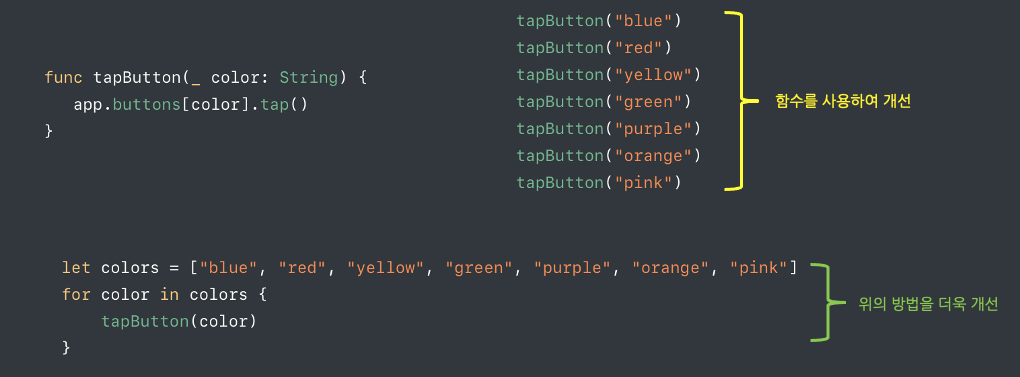 func tapButton(_ color: String) {
app.buttons[color].tap()
}
tapButton("blue")
tapButton("red")
tapButton("yellow")
tapButton("green")
tapButton("purple")
tapButton("orange")
tapButton("pink")
함수를 사용하여 개선
let colors = ["blue", "red", "yellow", "green", "purple", "orange", "pink"]
for color in colors {
tapButton(color)
}
위의 방법을 더욱 개선